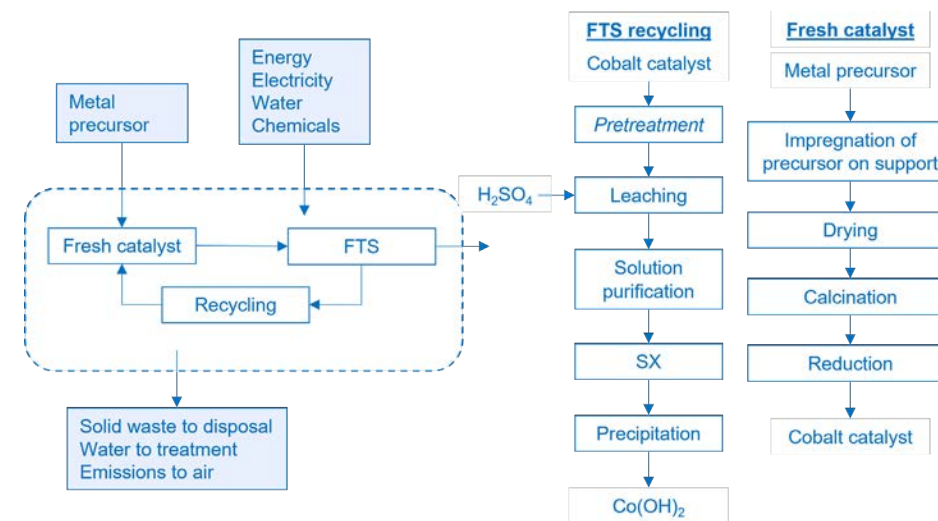 Metal
precursor
Energy
Electricity
Water
Chemicals
Fresh catalyst
FTS
Recycling
Solid waste to disposal
Water to treatment
Emissions to air
FTS recycling
Cobalt catalyst
Pretreatment
H₂SO₄
Leaching
Solution
purification
SX
Precipitation
Co(OH)₂
Fresh catalyst
Metal precursor
Impregnation of
precursor on support
Drying
Calcination
Reduction
Cobalt catalyst